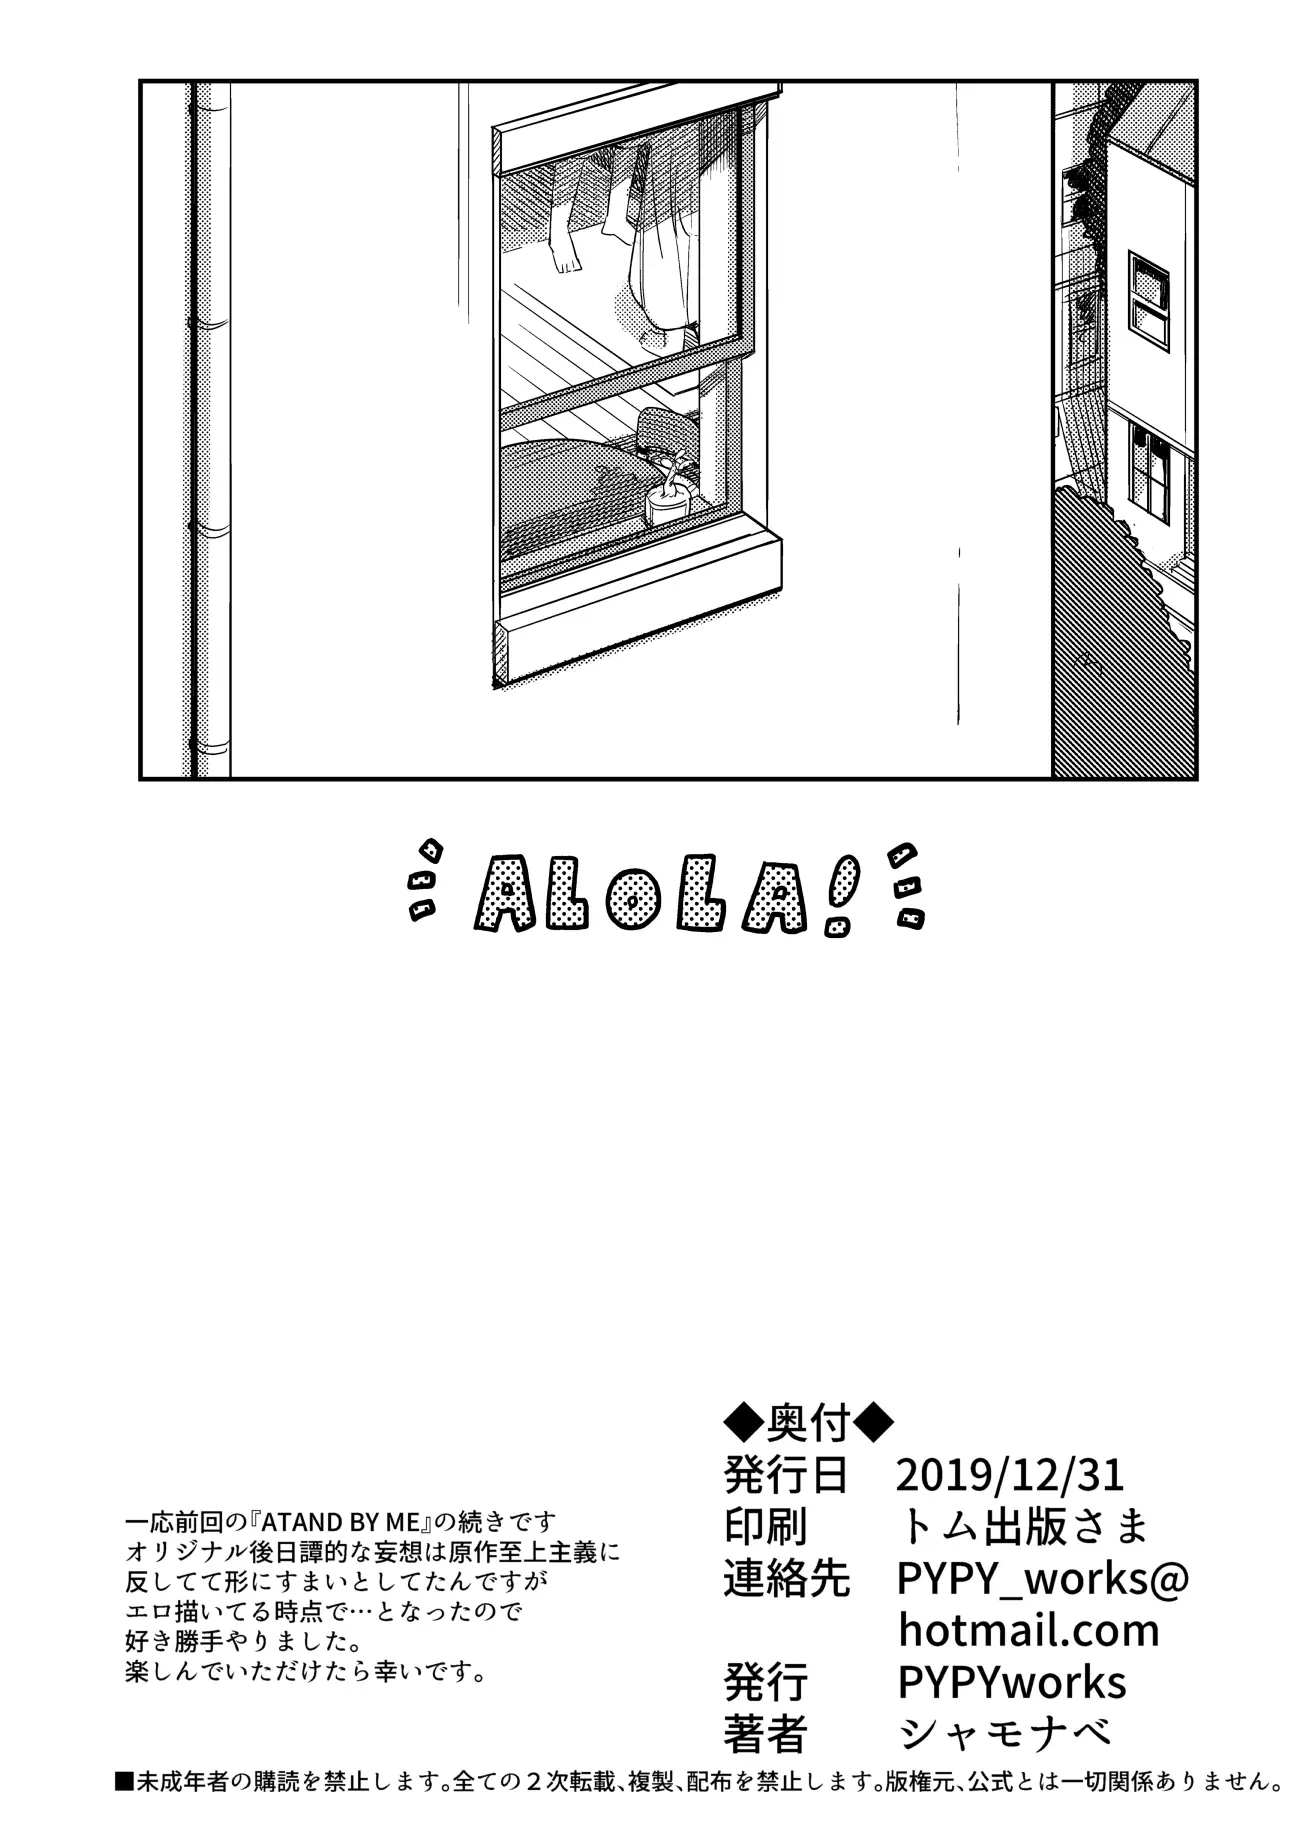 ALOLA!
一応前回の『ATAND BY ME』の続きです
オリジナル後日譚的な妄想は原作至上主義に
反してて形にすまいとしてたんですが
エロ描いてる時点で…となったので
好き勝手やりました。
楽しんでいただけたら幸いです。
◆奥付◆
発行日 2019/12/31
印刷 トム出版さま
連絡先 PYPY_works@
hotmail.com
発行 PYPYworks
著者 シャモナベ
■未成年者の購読を禁止します。全ての２次転載、複製、配布を禁止します。版権元、公式とは一切関係ありません。